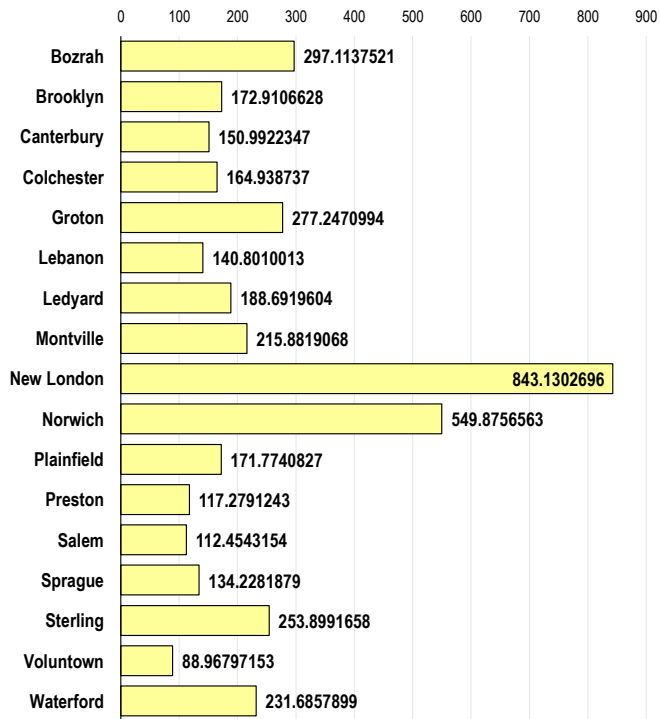 0 100 200 300 400 500 600 700 800 900
Bozrah 297.1137521
Brooklyn 172.9106628
Canterbury 150.9922347
Colchester 164.938737
Groton 277.2470994
Lebanon 140.8010013
Ledyard 188.6919604
Montville 215.8819068
New London 843.1302696
Norwich 549.8756563
Plainfield 171.7740827
Preston 117.2791243
Salem 112.4543154
Sprague 134.2281879
Sterling 253.8991658
Voluntown 88.96797153
Waterford 231.6857899